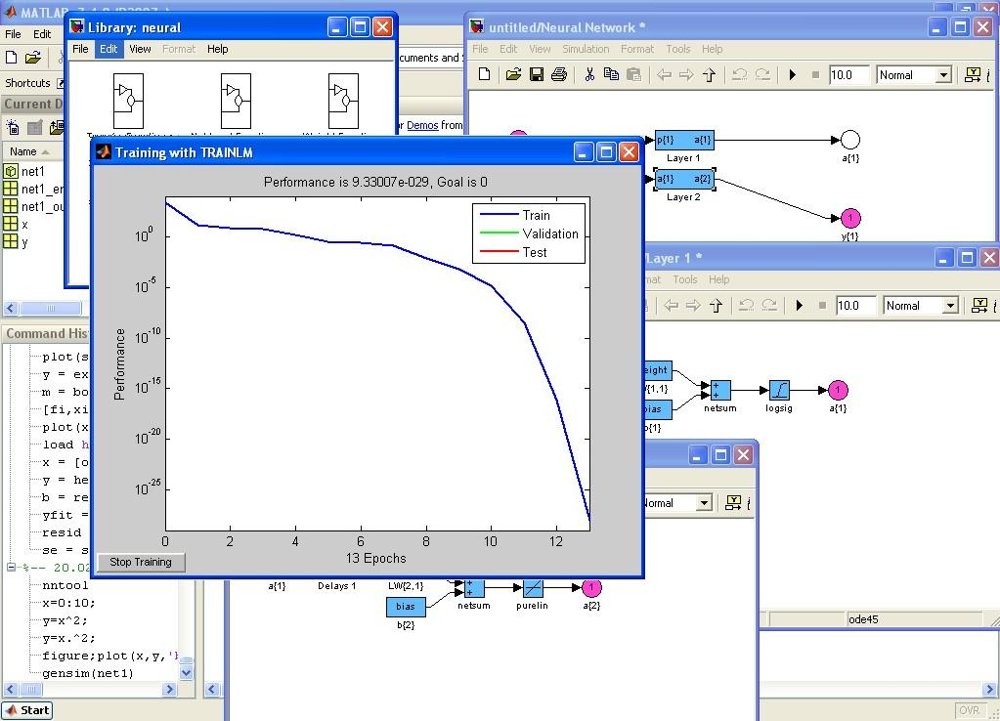 MATLAB
File Edit
Shortcuts
Current D
Name
net1
net1_er
net1_ou
x
y
Library: neural
File Edit View Format Help
cuments and S
or Demos from
untitled/Neural Network *
File Edit View Simulation Format Tools Help
10.0 Normal
p{1} a{1}
Layer 1
a{1}
a{1} a{2}
Layer 2
y{1}
Training with TRAINLM
Performance is 9.33007e-029, Goal is 0
Train
Validation
Test
10^0
10^-5
10^-10
10^-15
10^-20
10^-25
Performance
0 2 4 6 8 10 12
13 Epochs
Stop Training
/Layer 1 *
mat Tools Help
10.0 Normal
eight
W{1,1}
bias
b{1}
netsum
logsig
1
a{1}
Normal
a{1}
Delays 1
LW{2,1}
bias
b{2}
netsum
purelin
1
a{2}
ode45
Command His
plot(s
y = ex
m = bo
[fi,xi
plot(x
load h
x = [o
y = he
b = re
yfit =
resid
se = s
%-- 20.02
nntool
x=0:10;
y=x^2;
y=x.^2;
figure;plot(x,y,'
gensim(net1)
Start
OVR